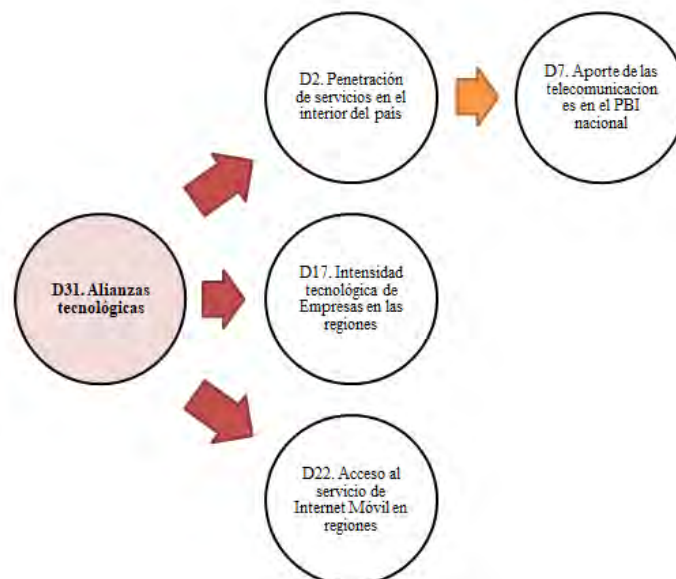 D2. Penetración
de servicios en el
interior del país
D7. Aporte de las
telecomunicacion
es en el PBI
nacional
D31. Alianzas
tecnológicas
D17. Intensidad
tecnológica de
Empresas en las
regiones
D22. Acceso al
servicio de
Internet Móvil en
regiones